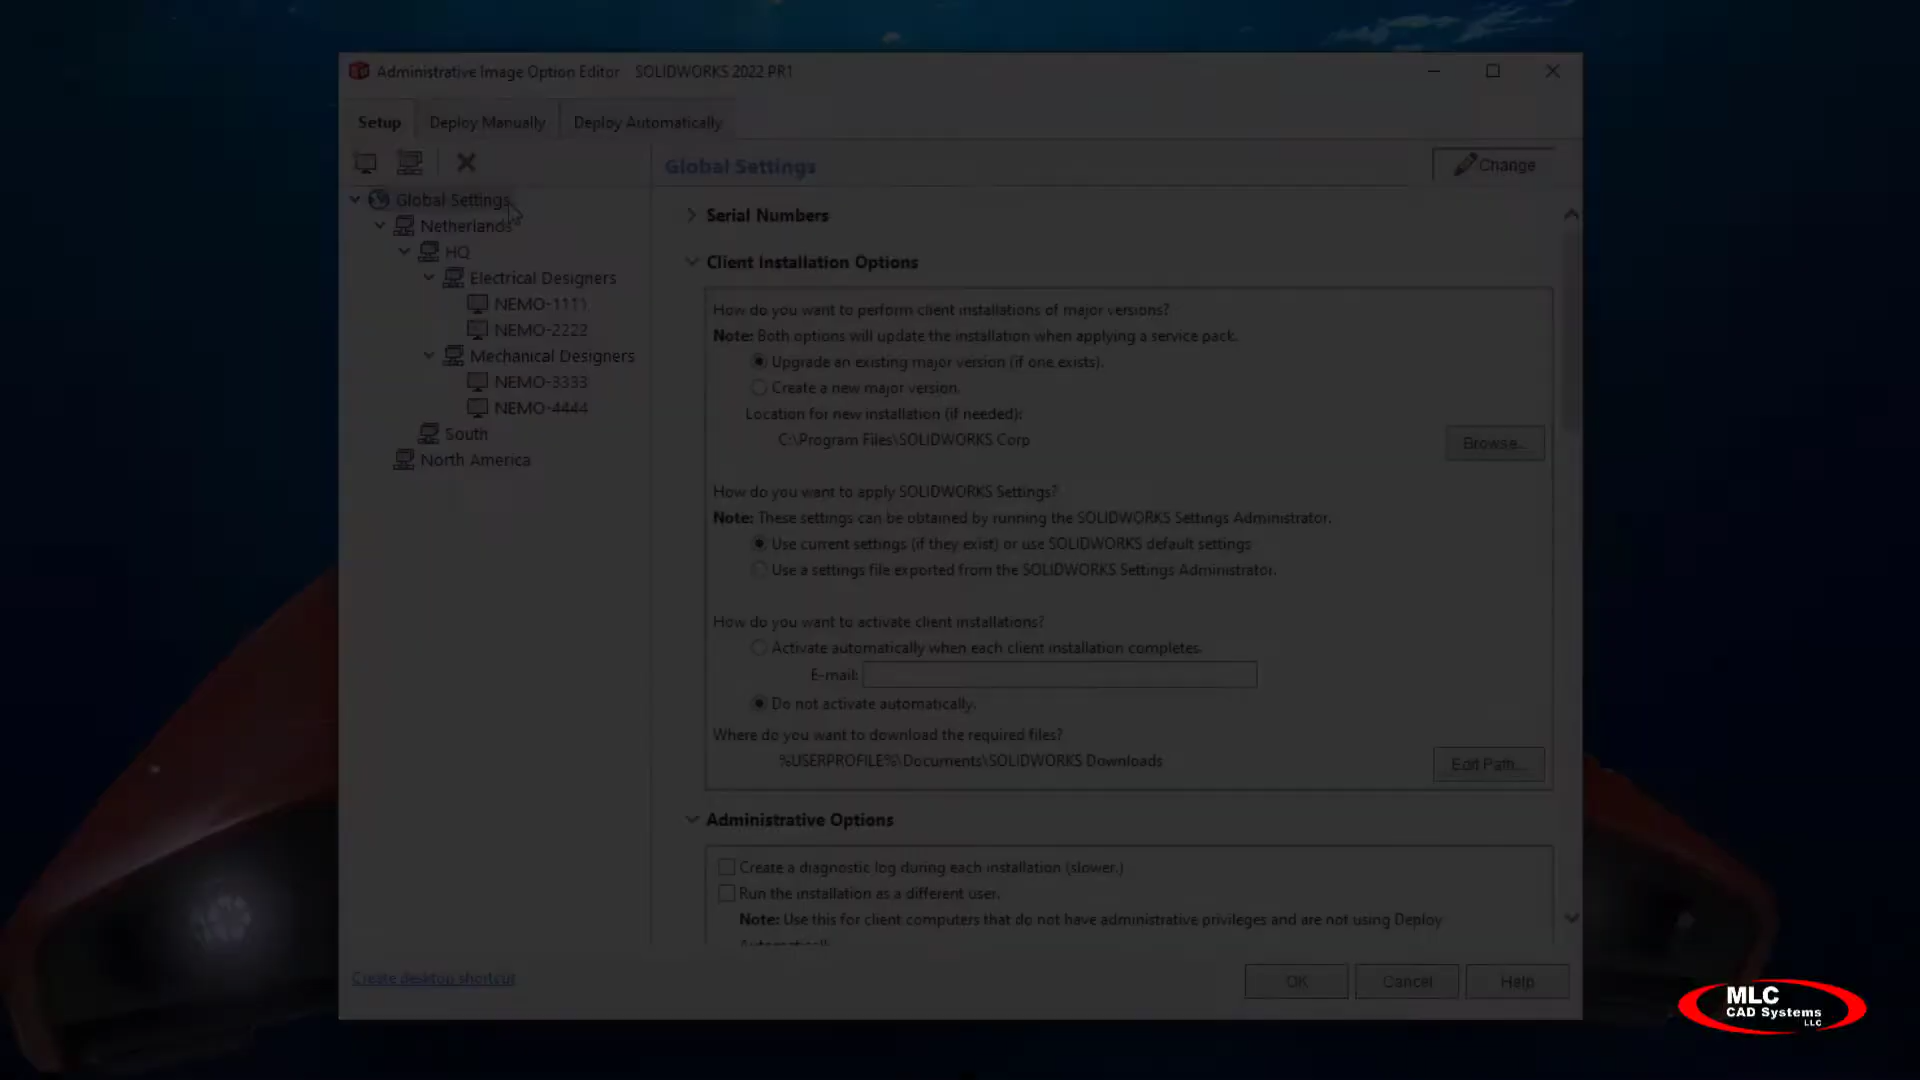 Administrative Image Option Editor SOLIDWORKS 2022 PR1
Setup
Deploy Manually
Deploy Automatically
Global Settings
Netherlands
HQ
Electrical Designers
NEMO-1111
NEMO-2222
Mechanical Designers
NEMO-3333
NEMO-4444
South
North America
Create desktop shortcut
Global Settings
Change
Serial Numbers
Client Installation Options
How do you want to perform client installations of major versions?
Note: Both options will update the installation when applying a service pack.
Upgrade an existing major version (if one exists).
Create a new major version.
Location for new installation (if needed):
C:\Program Files\SOLIDWORKS Corp
Browse...
How do you want to apply SOLIDWORKS Settings?
Note: These settings can be obtained by running the SOLIDWORKS Settings Administrator.
Use current settings (if they exist) or use SOLIDWORKS default settings
Use a settings file exported from the SOLIDWORKS Settings Administrator.
How do you want to activate client installations?
Activate automatically when each client installation completes.
E-mail:
Do not activate automatically.
Where do you want to download the required files?
%USERPROFILE%\Documents\SOLIDWORKS Downloads
Edit Path...
Administrative Options
Create a diagnostic log during each installation (slower.)
Run the installation as a different user.
Note: Use this for client computers that do not have administrative privileges and are not using Deploy
Automatically.
OK
Cancel
Help
MLC
CAD Systems
LLC